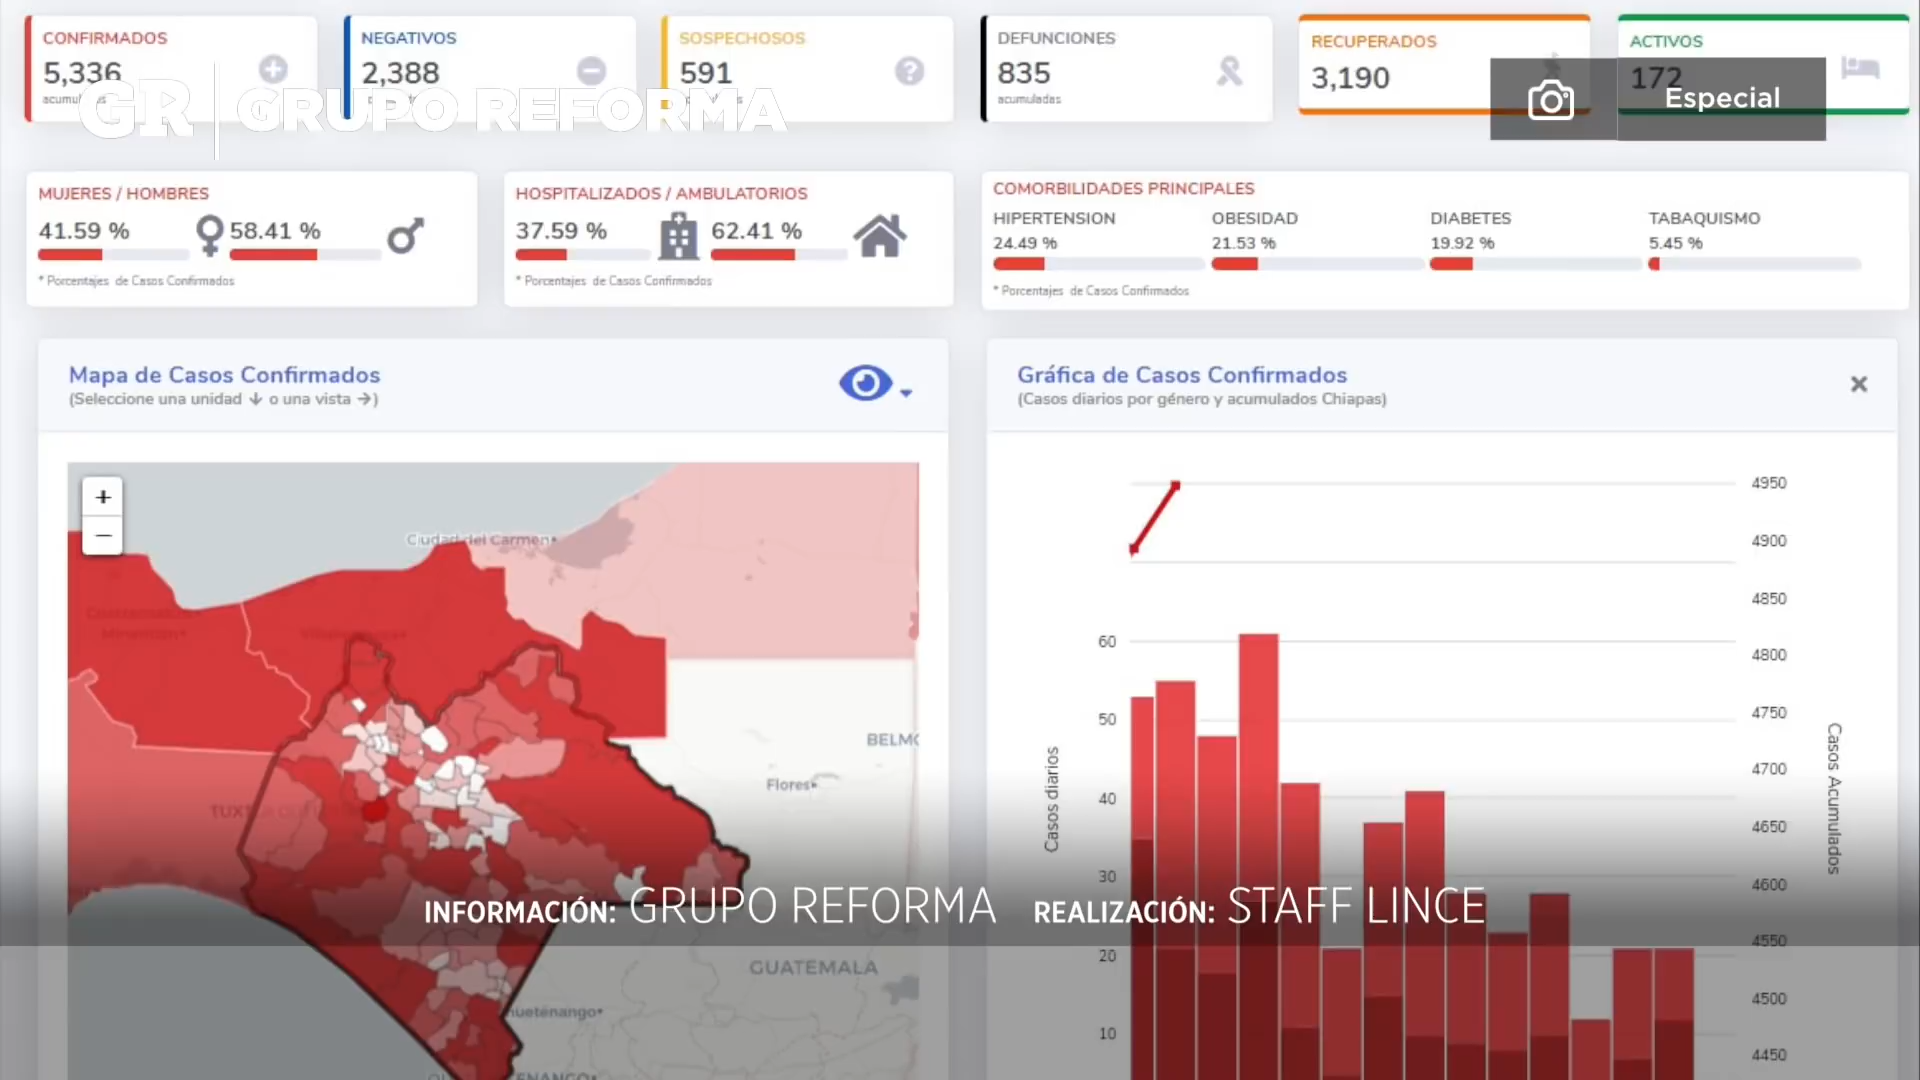 CONFIRMADOS
5,336
NEGATIVOS
2,388
SOSPECHOSOS
591
DEFUNCIONES
835
acumuladas
RECUPERADOS
3,190
ACTIVOS
172
GR GRUPO REFORMA
Especial
MUJERES / HOMBRES
41.59 %
58.41 %
* Porcentajes de Casos Confirmados
HOSPITALIZADOS / AMBULATORIOS
37.59 %
62.41 %
* Porcentajes de Casos Confirmados
COMORBILIDADES PRINCIPALES
HIPERTENSION
24.49 %
OBESIDAD
21.53 %
DIABETES
19.92 %
TABAQUISMO
5.45 %
* Porcentajes de Casos Confirmados
Mapa de Casos Confirmados
(Seleccione una unidad ↓ o una vista →)
+
−
Ciudad del Carmen
Flores
GUATEMALA
Gráfica de Casos Confirmados
(Casos diarios por género y acumulados Chiapas)
×
60
50
40
30
20
10
Casos diarios
4950
4900
4850
4800
4750
4700
4650
4600
4550
4500
4450
Casos Acumulados
INFORMACIÓN: GRUPO REFORMA REALIZACIÓN: STAFF LINCE